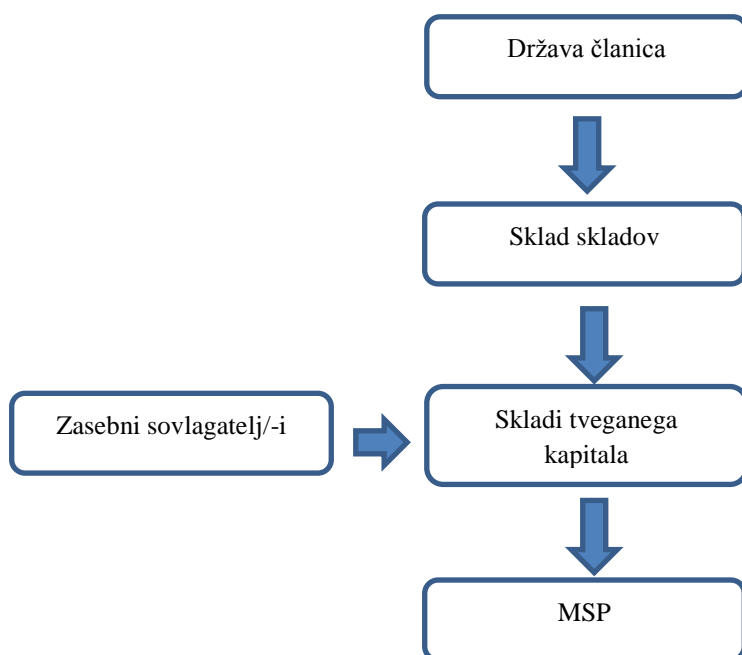 Država članica
Sklad skladov
Zasebni sovlagatelj/-i
Skladi tveganega
kapitala
MSP